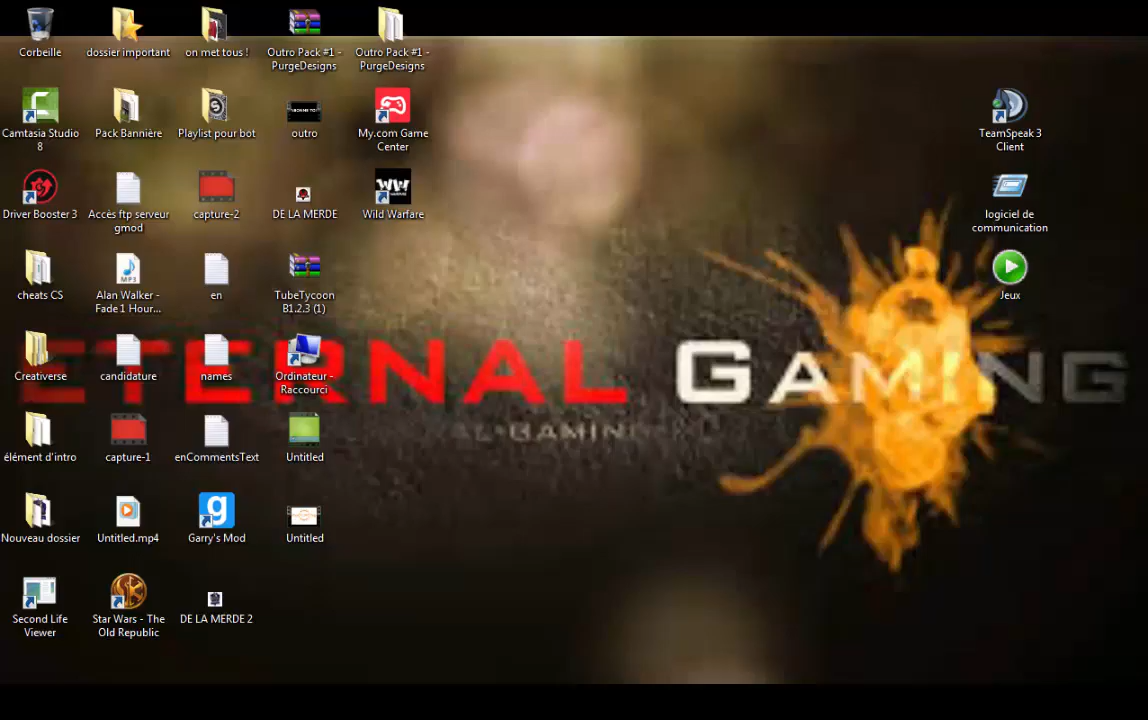 Corbeille
dossier important
on met tous !
Outro Pack #1 -
PurgeDesigns
Outro Pack #1 -
PurgeDesigns
Camtasia Studio
8
Pack Bannière
Playlist pour bot
outro
My.com Game
Center
TeamSpeak 3
Client
Driver Booster 3
Accès ftp serveur
gmod
capture-2
DE LA MERDE
Wild Warfare
logiciel de
communication
cheats CS
MP3
Alan Walker -
Fade 1 Hour...
en
TubeTycoon
B1.2.3 (1)
Jeux
ETERNAL GAMING
Creativerse
candidature
names
Ordinateur -
Raccourci
élément d'intro
capture-1
enCommentsText
Untitled
Nouveau dossier
Untitled.mp4
Garry's Mod
Untitled
Second Life
Viewer
Star Wars - The
Old Republic
DE LA MERDE 2